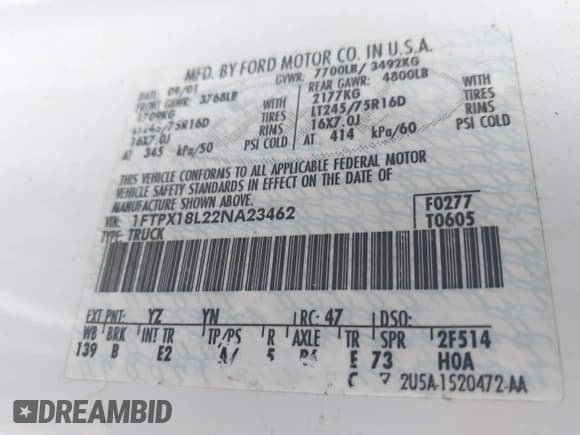 MFD. BY FORD MOTOR CO. IN U.S.A.
DATE: 09/01 GVWR: 7700LB/ 3492KG
FRONT GAWR: 3768LB REAR GAWR: 4800LB
1709KG WITH 2177KG WITH
LT245/75R16D TIRES LT245/75R16D TIRES
16X7.0J RIMS 16X7.0J RIMS
AT 345 kPa/50 PSI COLD AT 414 kPa/60 PSI COLD
THIS VEHICLE CONFORMS TO ALL APPLICABLE FEDERAL MOTOR
VEHICLE SAFETY STANDARDS IN EFFECT ON THE DATE OF
MANUFACTURE SHOWN ABOVE.
VIN: 1FTPX18L22NA23462 F0277
TYPE: TRUCK T0605
EXT PNT: YZ YN RC: 47 DSO:
WB BRK INT TR TP/PS R AXLE TR SPR 2F514
139 B E2 5 E 73 H0A
2U5A-1520472-AA
DREAMBID